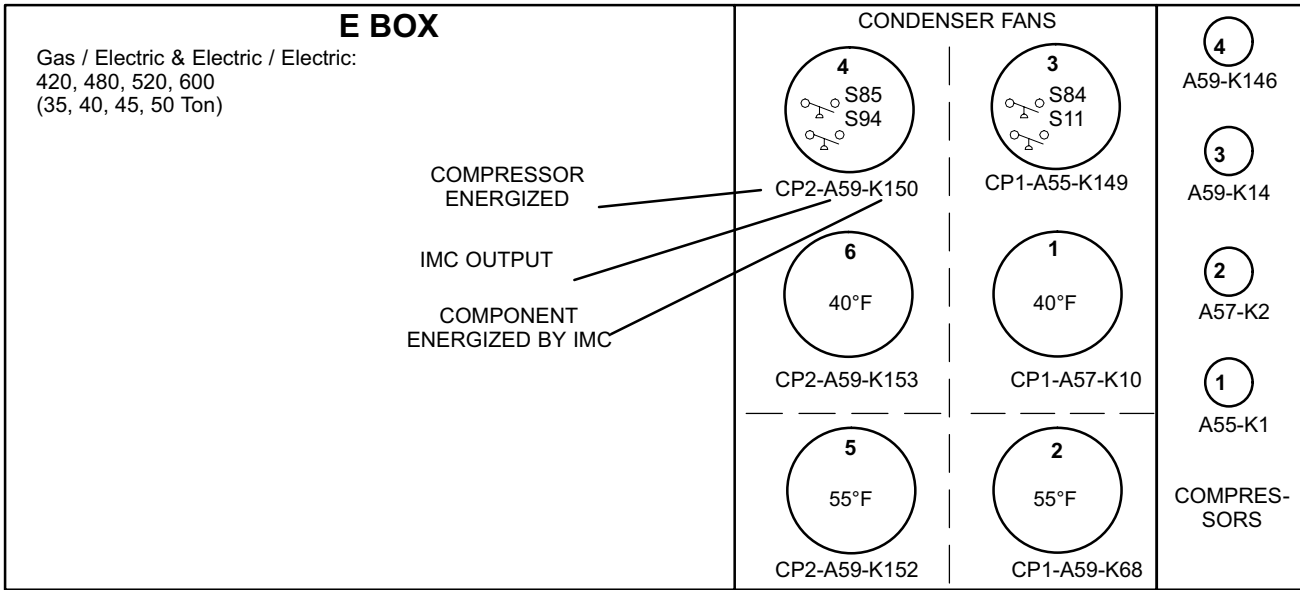 E BOX
Gas / Electric & Electric / Electric:
420, 480, 520, 600
(35, 40, 45, 50 Ton)
COMPRESSOR
ENERGIZED
IMC OUTPUT
COMPONENT
ENERGIZED BY IMC
CONDENSER FANS
4
S85
S94
CP2-A59-K150
3
S84
S11
CP1-A55-K149
6
40°F
CP2-A59-K153
1
40°F
CP1-A57-K10
5
55°F
CP2-A59-K152
2
55°F
CP1-A59-K68
4
A59-K146
3
A59-K14
2
A57-K2
1
A55-K1
COMPRES-
SORS